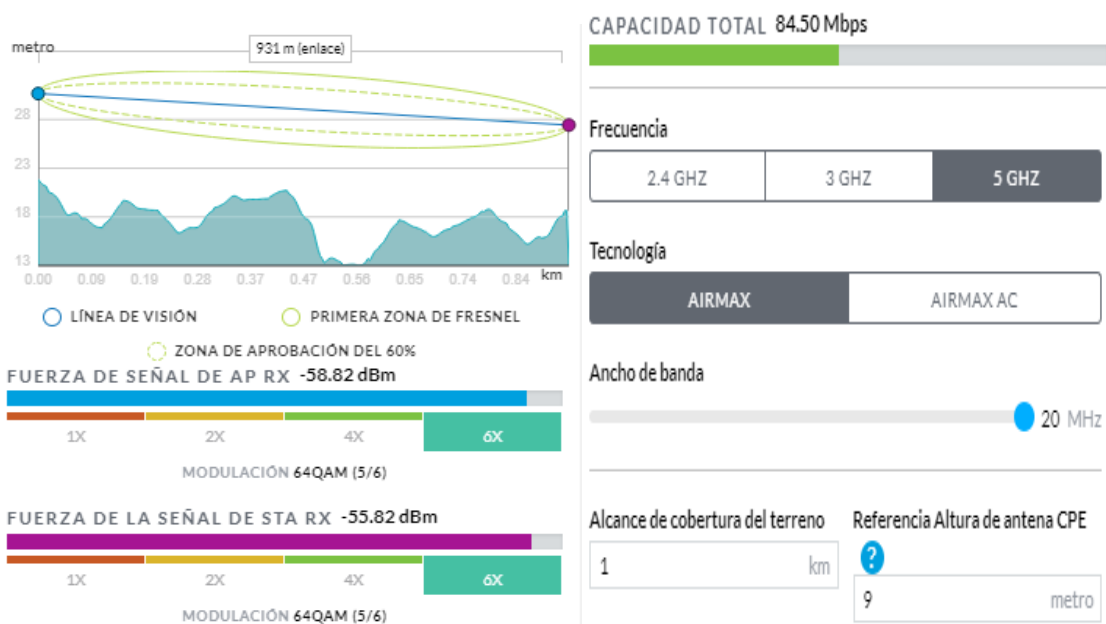 metro
931 m (enlace)
28
23
18
13
0.00 0.09 0.19 0.28 0.37 0.47 0.56 0.65 0.74 0.84 km
LÍNEA DE VISIÓN
PRIMERA ZONA DE FRESNEL
ZONA DE APROBACIÓN DEL 60%
FUERZA DE SEÑAL DE AP RX -58.82 dBm
1X 2X 4X 6X
MODULACIÓN 64QAM (5/6)
FUERZA DE LA SEÑAL DE STA RX -55.82 dBm
1X 2X 4X 6X
MODULACIÓN 64QAM (5/6)
CAPACIDAD TOTAL 84.50 Mbps
Frecuencia
2.4 GHZ 3 GHZ 5 GHZ
Tecnología
AIRMAX AIRMAX AC
Ancho de banda
20 MHz
Alcance de cobertura del terreno
1 km
Referencia Altura de antena CPE
?
9 metro